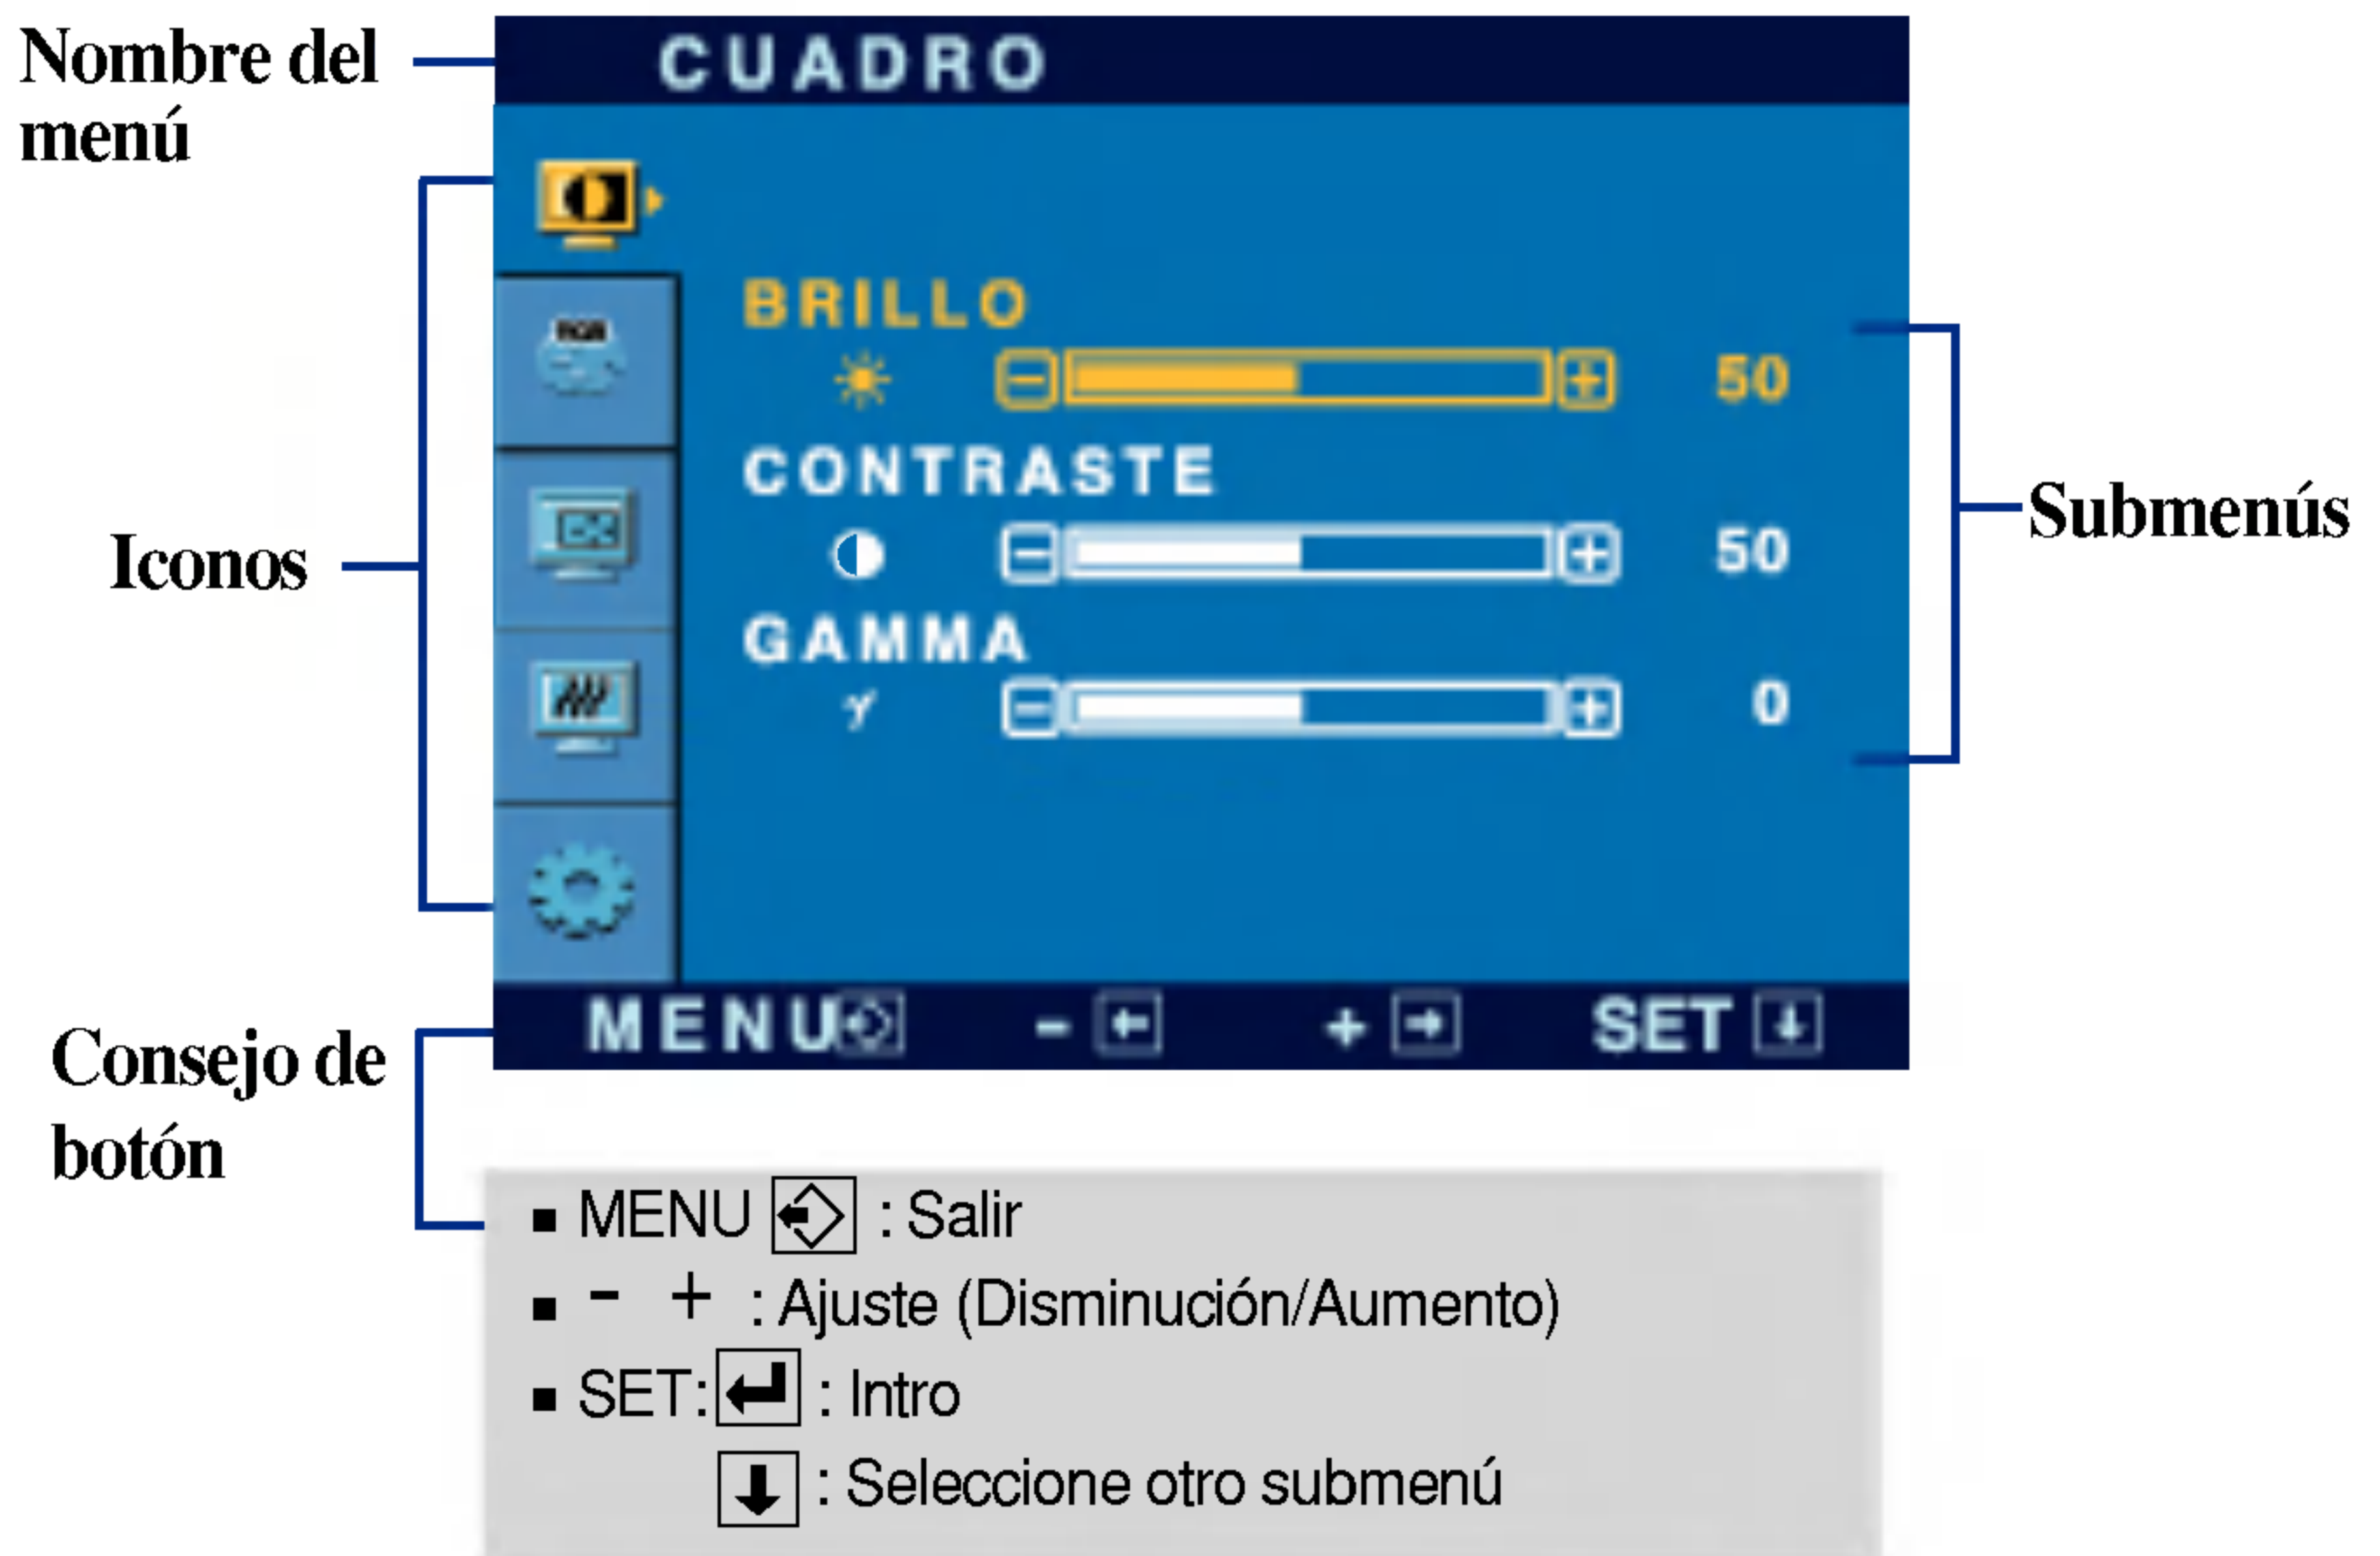 Nombre del
menú
CUADRO
BRILLO
50
CONTRASTE
50
GAMMA
γ
0
Iconos
Submenús
MENU - + SET
Consejo de
botón
■ MENU : Salir
■ - + : Ajuste (Disminución/Aumento)
■ SET: : Intro
: Seleccione otro submenú